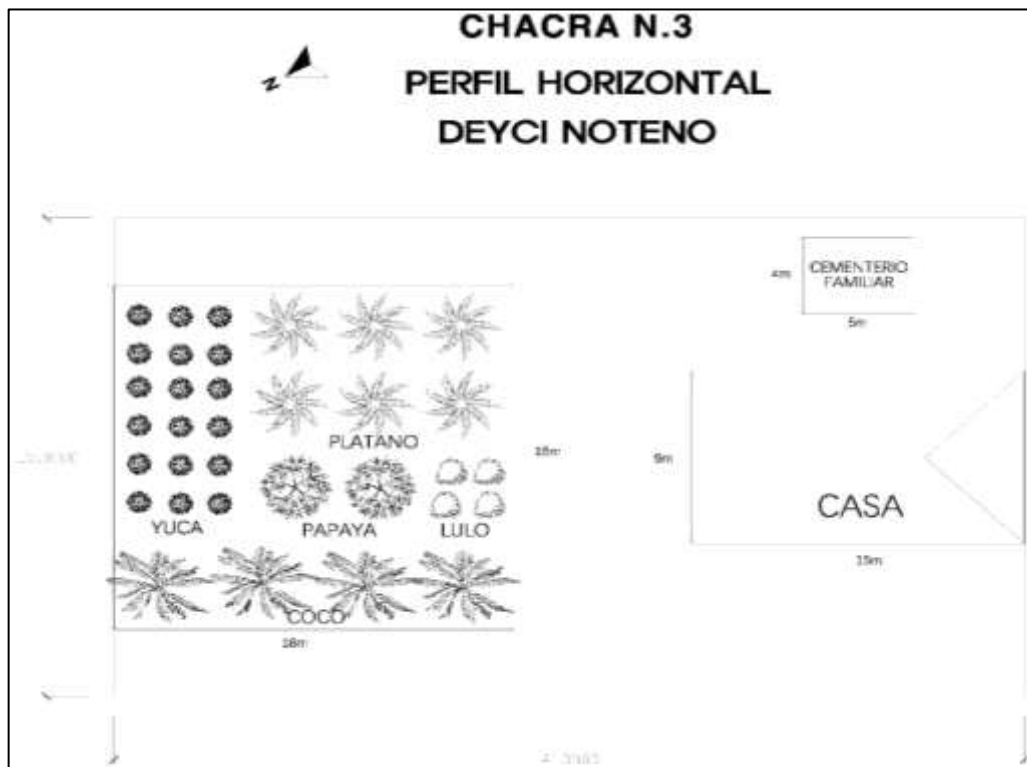 CHACRA N.3
N
PERFIL HORIZONTAL
DEYCI NOTENO
CEMENTERIO
FAMILIAR
4m
5m
PLATANO
9m
YUCA
PAPAYA
LULO
CASA
15m
COCO
18m